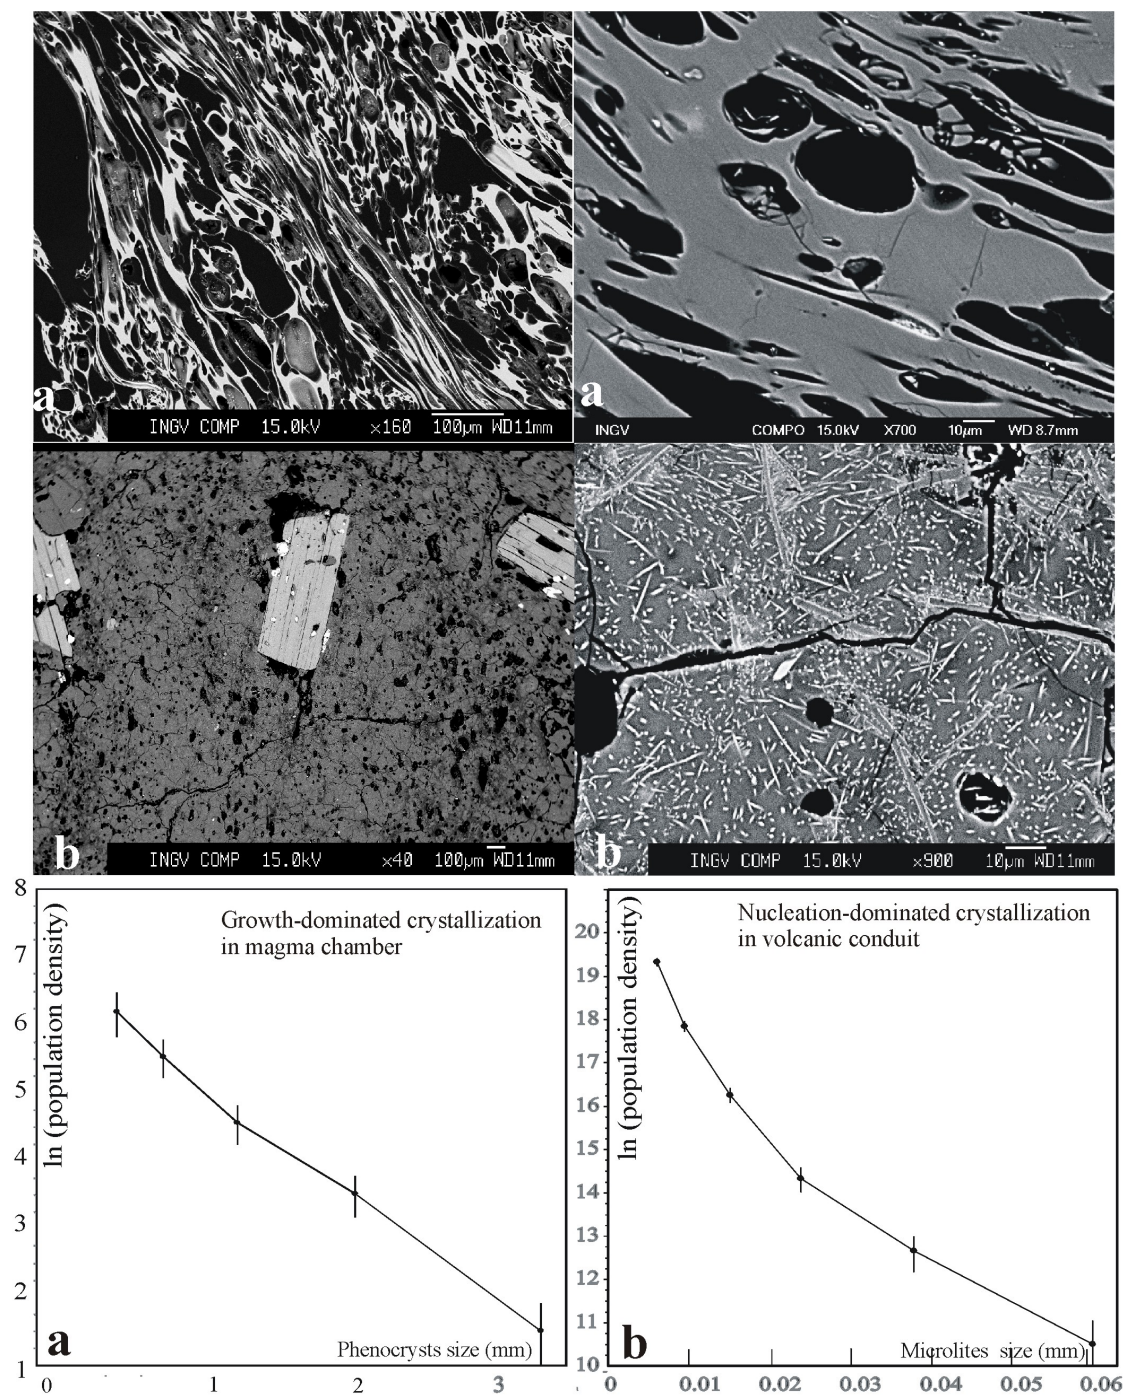 a
INGV COMP 15.0kV ×160 100μm WD11mm
a
INGV COMPO 15.0kV X700 10μm WD 8.7mm
b
INGV COMP 15.0kV ×40 100μm WD11mm
b
INGV COMP 15.0kV ×900 10μm WD11mm
8
7
6
5
4
3
2
1
ln (population density)
Growth-dominated crystallization
in magma chamber
a
Phenocrysts size (mm)
0 1 2 3
20
19
18
17
16
15
14
13
12
11
10
ln (population density)
Nucleation-dominated crystallization
in volcanic conduit
b
Microlites size (mm)
0 0.01 0.02 0.03 0.04 0.05 0.06